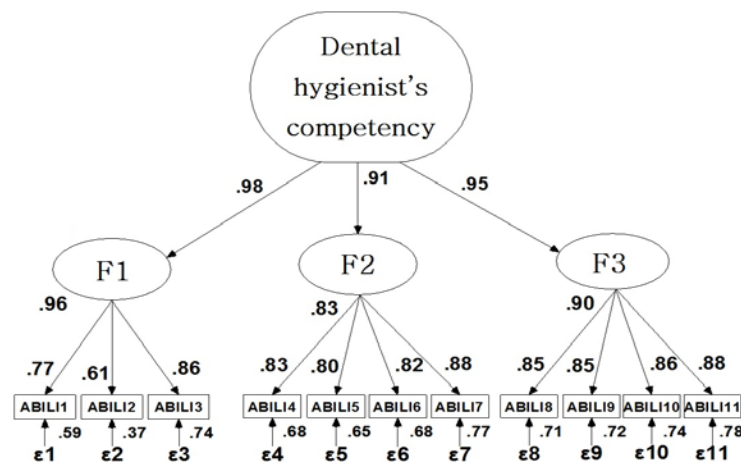 Dental
hygienist's
competency
.98
.91
.95
F1
F2
F3
.96
.83
.90
.77
.61
.86
.83
.80
.82
.88
.85
.85
.86
.88
ABILI1
ABILI2
ABILI3
ABILI4
ABILI5
ABILI6
ABILI7
ABILI8
ABILI9
ABILI10
ABILI11
.59
.37
.74
.68
.65
.68
.77
.71
.72
.74
.78
ε1
ε2
ε3
ε4
ε5
ε6
ε7
ε8
ε9
ε10
ε11